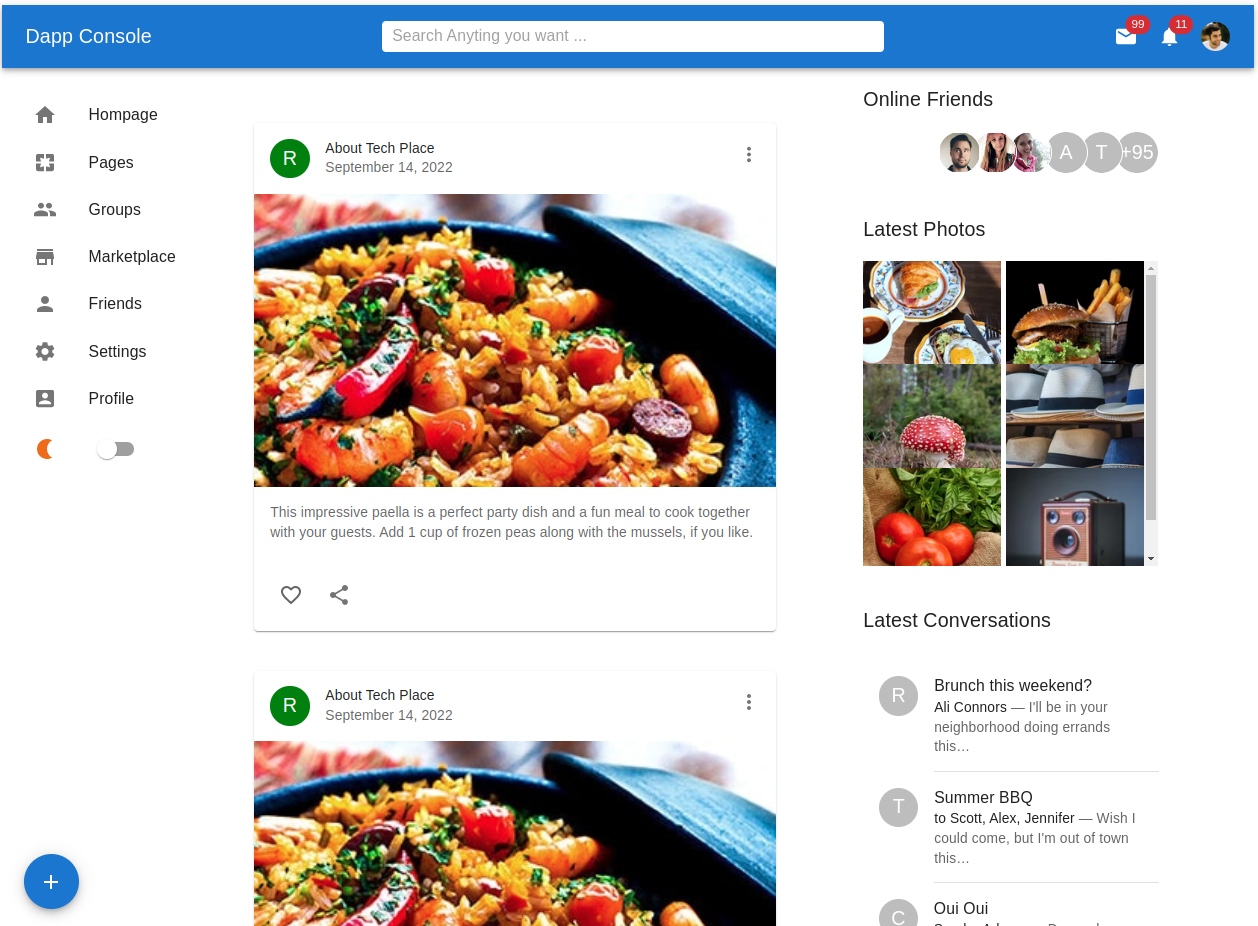 Dapp Console
Search Anyting you want ...
99
11
Hompage
Pages
Groups
Marketplace
Friends
Settings
Profile
R
About Tech Place
September 14, 2022
This impressive paella is a perfect party dish and a fun meal to cook together
with your guests. Add 1 cup of frozen peas along with the mussels, if you like.
R
About Tech Place
September 14, 2022
Online Friends
A
T
+95
Latest Photos
Latest Conversations
R
Brunch this weekend?
Ali Connors — I'll be in your
neighborhood doing errands
this…
T
Summer BBQ
to Scott, Alex, Jennifer — Wish I
could come, but I'm out of town
this…
C
Oui Oui